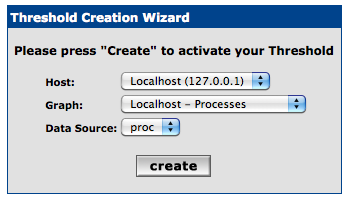 Threshold Creation Wizard
Please press "Create" to activate your Threshold
Host: Localhost (127.0.0.1)
Graph: Localhost - Processes
Data Source: proc
create